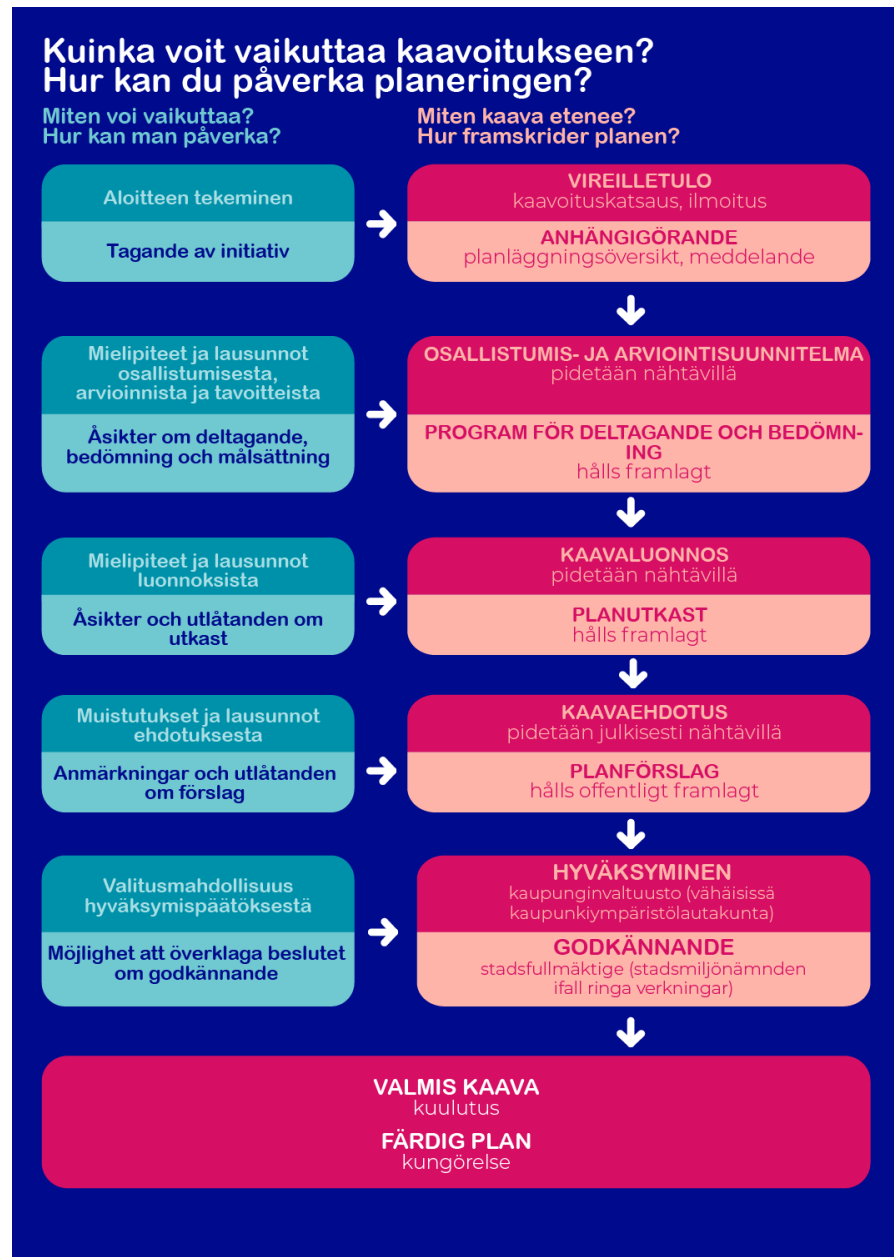 Kuinka voit vaikuttaa kaavoitukseen?
Hur kan du påverka planeringen?
Miten voi vaikuttaa?
Hur kan man påverka?
Miten kaava etenee?
Hur framskrider planen?
Aloitteen tekeminen
Tagande av initiativ
VIREILLETULO
kaavoituskatsaus, ilmoitus
ANHÄNGIGÖRANDE
planläggningsöversikt, meddelande
Mielipiteet ja lausunnot
osallistumisesta,
arvioinnista ja tavoitteista
Åsikter om deltagande,
bedömning och målsättning
OSALLISTUMIS- JA ARVIOINTISUUNNITELMA
pidetään nähtävillä
PROGRAM FÖR DELTAGANDE OCH BEDÖMN-
ING
hålls framlagt
Mielipiteet ja lausunnot
luonnoksista
Åsikter och utlåtanden om
utkast
KAAVALUONNOS
pidetään nähtävillä
PLANUTKAST
hålls framlagt
Muistutukset ja lausunnot
ehdotuksesta
Anmärkningar och utlåtanden
om förslag
KAAVAEHDOTUS
pidetään julkisesti nähtävillä
PLANFÖRSLAG
hålls offentligt framlagt
Valitusmahdollisuus
hyväksymispäätöksestä
Möjlighet att överklaga beslutet
om godkännande
HYVÄKSYMINEN
kaupunginvaltuusto (vähäisissä
kaupunkiympäristölautakunta)
GODKÄNNANDE
stadsfullmäktige (stadsmiljönämnden
ifall ringa verkningar)
VALMIS KAAVA
kuulutus
FÄRDIG PLAN
kungörelse